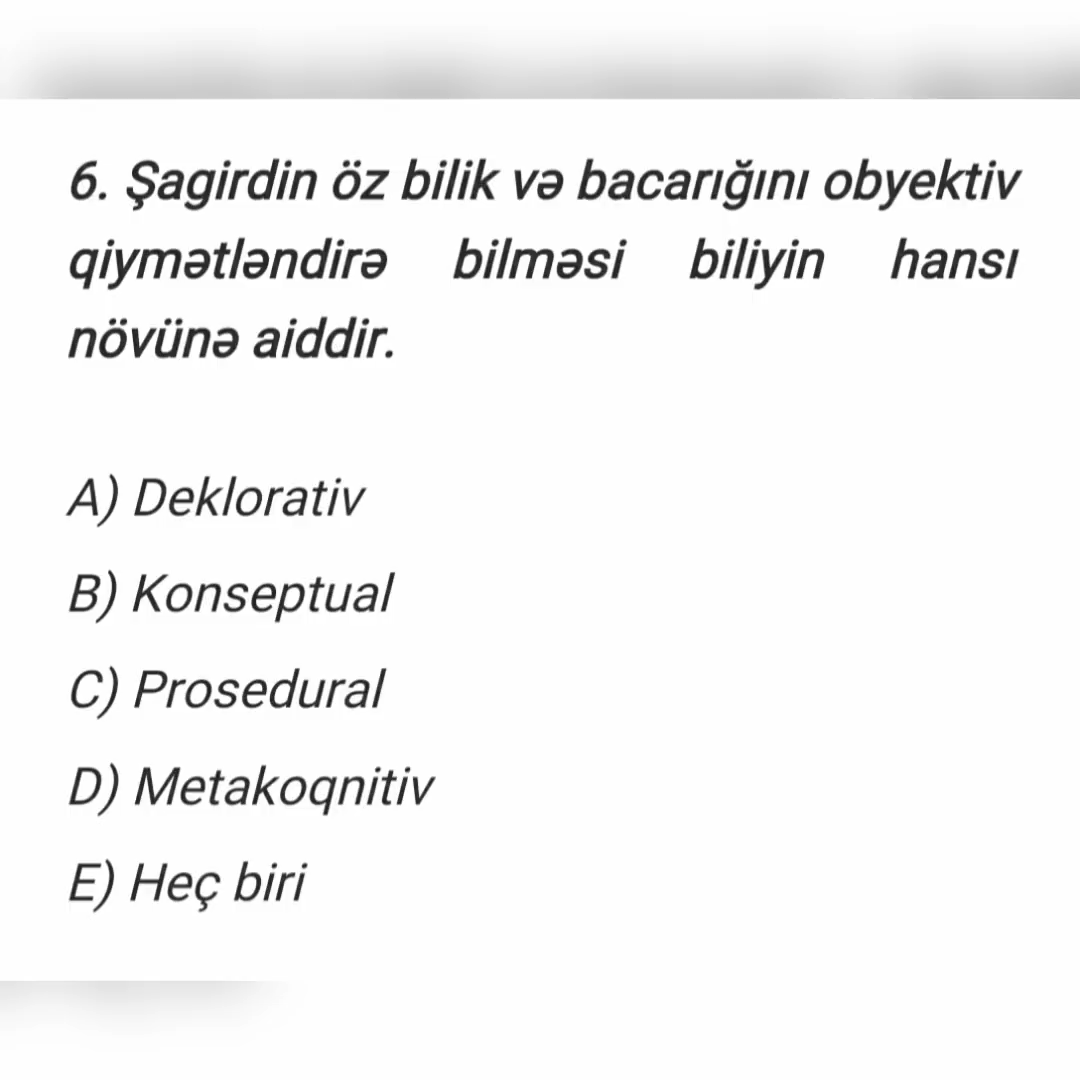 6. Şagirdin öz bilik və bacarığını obyektiv
qiymətləndirə bilməsi biliyin hansı
növünə aiddir.
A) Deklorativ
B) Konseptual
C) Prosedural
D) Metakoqnitiv
E) Heç biri